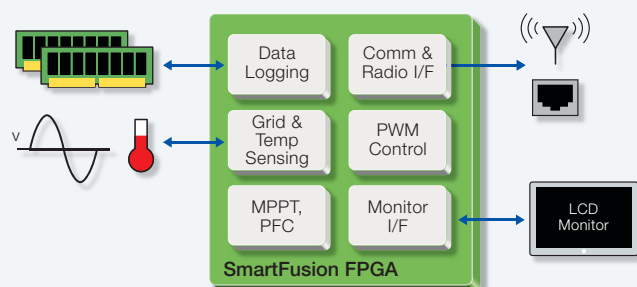 Data
Logging
Comm &
Radio I/F
V
Grid &
Temp
Sensing
PWM
Control
MPPT,
PFC
Monitor
I/F
LCD
Monitor
SmartFusion FPGA